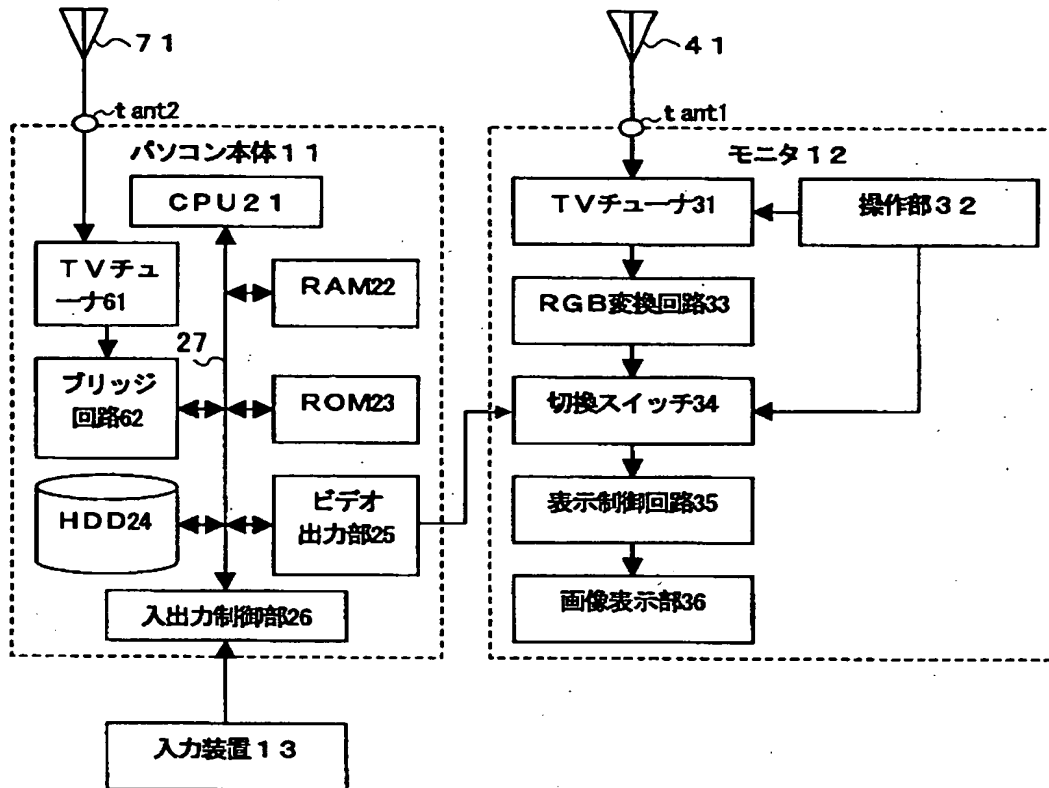 71
41
tant2
tant1
パソコン本体11
モニタ12
CPU21
TVチューナ31
操作部32
TVチュ
ーナ61
RAM22
RGB変換回路33
27
ブリッジ
回路62
ROM23
切換スイッチ34
HDD24
ビデオ
出力部25
表示制御回路35
入出力制御部26
画像表示部36
入力装置13